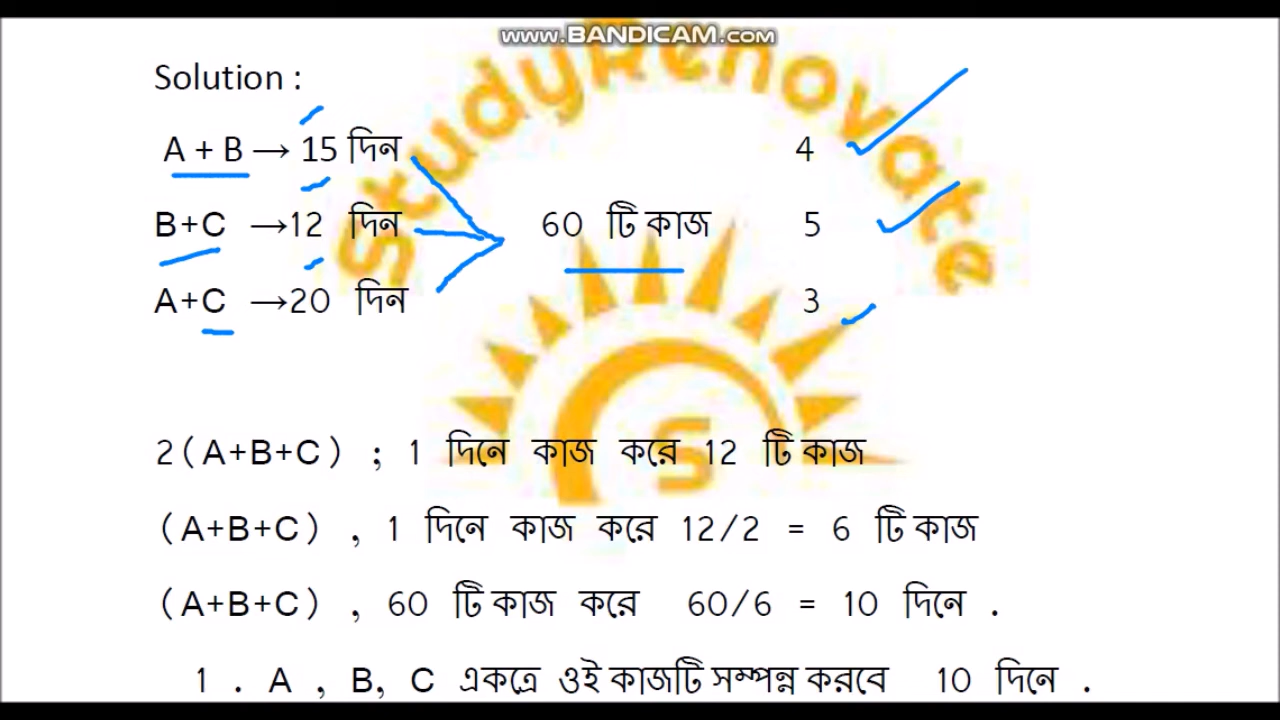 www.BANDICAM.com
StudyRenovate
Solution :
A + B → 15 দিন 4
B+C →12 দিন 60 টি কাজ 5
A+C →20 দিন 3
S
2(A+B+C) ; 1 দিনে কাজ করে 12 টি কাজ
(A+B+C) , 1 দিনে কাজ করে 12/2 = 6 টি কাজ
(A+B+C) , 60 টি কাজ করে 60/6 = 10 দিনে .
1 . A , B, C একত্রে ওই কাজটি সম্পন্ন করবে 10 দিনে .